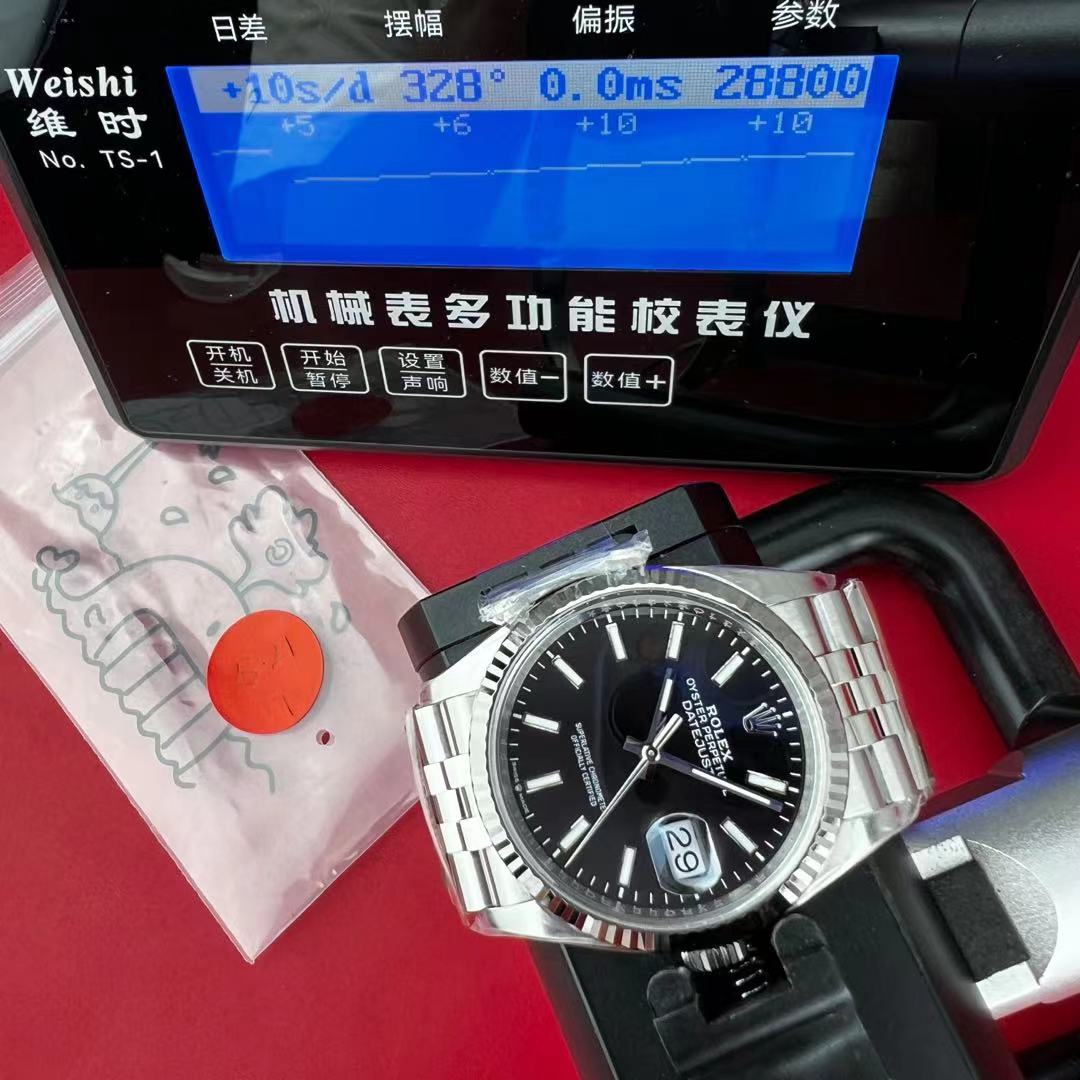 日差 摆幅 偏振 参数
Weishi
维时
No. TS-1
+10s/d 328° 0.0ms 28800
+5 +6 +10 +10
机械表多功能校表仪
开机 关机
开始 暂停
设置 声响
数值－
数值＋
ROLEX
OYSTER PERPETUAL
DATEJUST
SUPERLATIVE CHRONOMETER
OFFICIALLY CERTIFIED
29